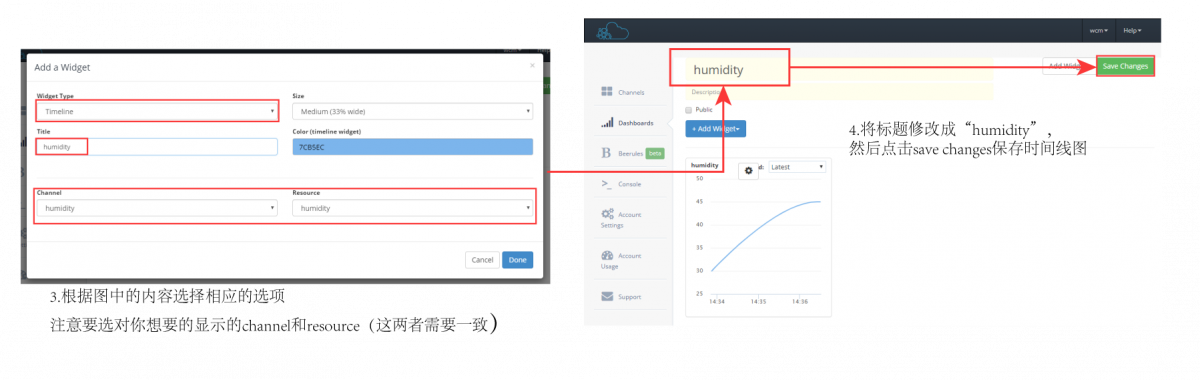 Add a Widget
×
Widget Type
Size
Timeline
Medium (33% wide)
Title
Color (timeline widget)
humidity
7CB5EC
Channel
Resource
humidity
humidity
Cancel
Done
3.根据图中的内容选择相应的选项
注意要选对你想要的显示的channel和resource（这两者需要一致）
wcm
Help
humidity
Add Widg
Save Changes
Description
Public
+ Add Widget
Channels
Dashboards
B
Beerules
beta
>_
Console
Account
Settings
Account
Usage
Support
humidity
d:
Latest
50
45
40
35
30
25
14:54
14:55
14:56
4.将标题修改成“humidity”，
然后点击save changes保存时间线图